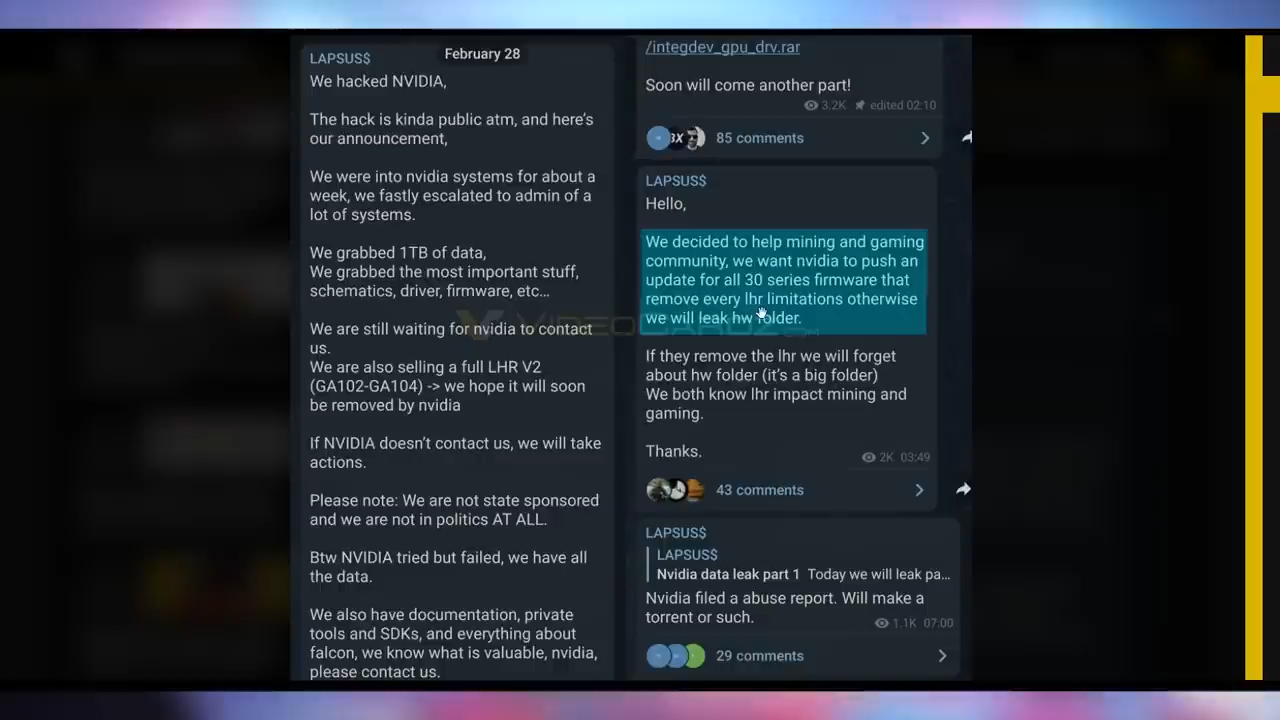 February 28
LAPSUS$
We hacked NVIDIA,
The hack is kinda public atm, and here's
our announcement,
We were into nvidia systems for about a
week, we fastly escalated to admin of a
lot of systems.
We grabbed 1TB of data,
We grabbed the most important stuff,
schematics, driver, firmware, etc...
We are still waiting for nvidia to contact
us.
We are also selling a full LHR V2
(GA102-GA104) -> we hope it will soon
be removed by nvidia
If NVIDIA doesn't contact us, we will take
actions.
Please note: We are not state sponsored
and we are not in politics AT ALL.
Btw NVIDIA tried but failed, we have all
the data.
We also have documentation, private
tools and SDKs, and everything about
falcon, we know what is valuable, nvidia,
please contact us.
/integdev_gpu_drv.rar
Soon will come another part!
3.2K edited 02:10
85 comments
LAPSUS$
Hello,
We decided to help mining and gaming
community, we want nvidia to push an
update for all 30 series firmware that
remove every lhr limitations otherwise
we will leak hw folder.
If they remove the lhr we will forget
about hw folder (it's a big folder)
We both know lhr impact mining and
gaming.
Thanks.
2K 03:49
43 comments
LAPSUS$
LAPSUS$
Nvidia data leak part 1 Today we will leak pa...
Nvidia filed a abuse report. Will make a
torrent or such.
1.1K 07:00
29 comments
VIDEOCARDZ.COM